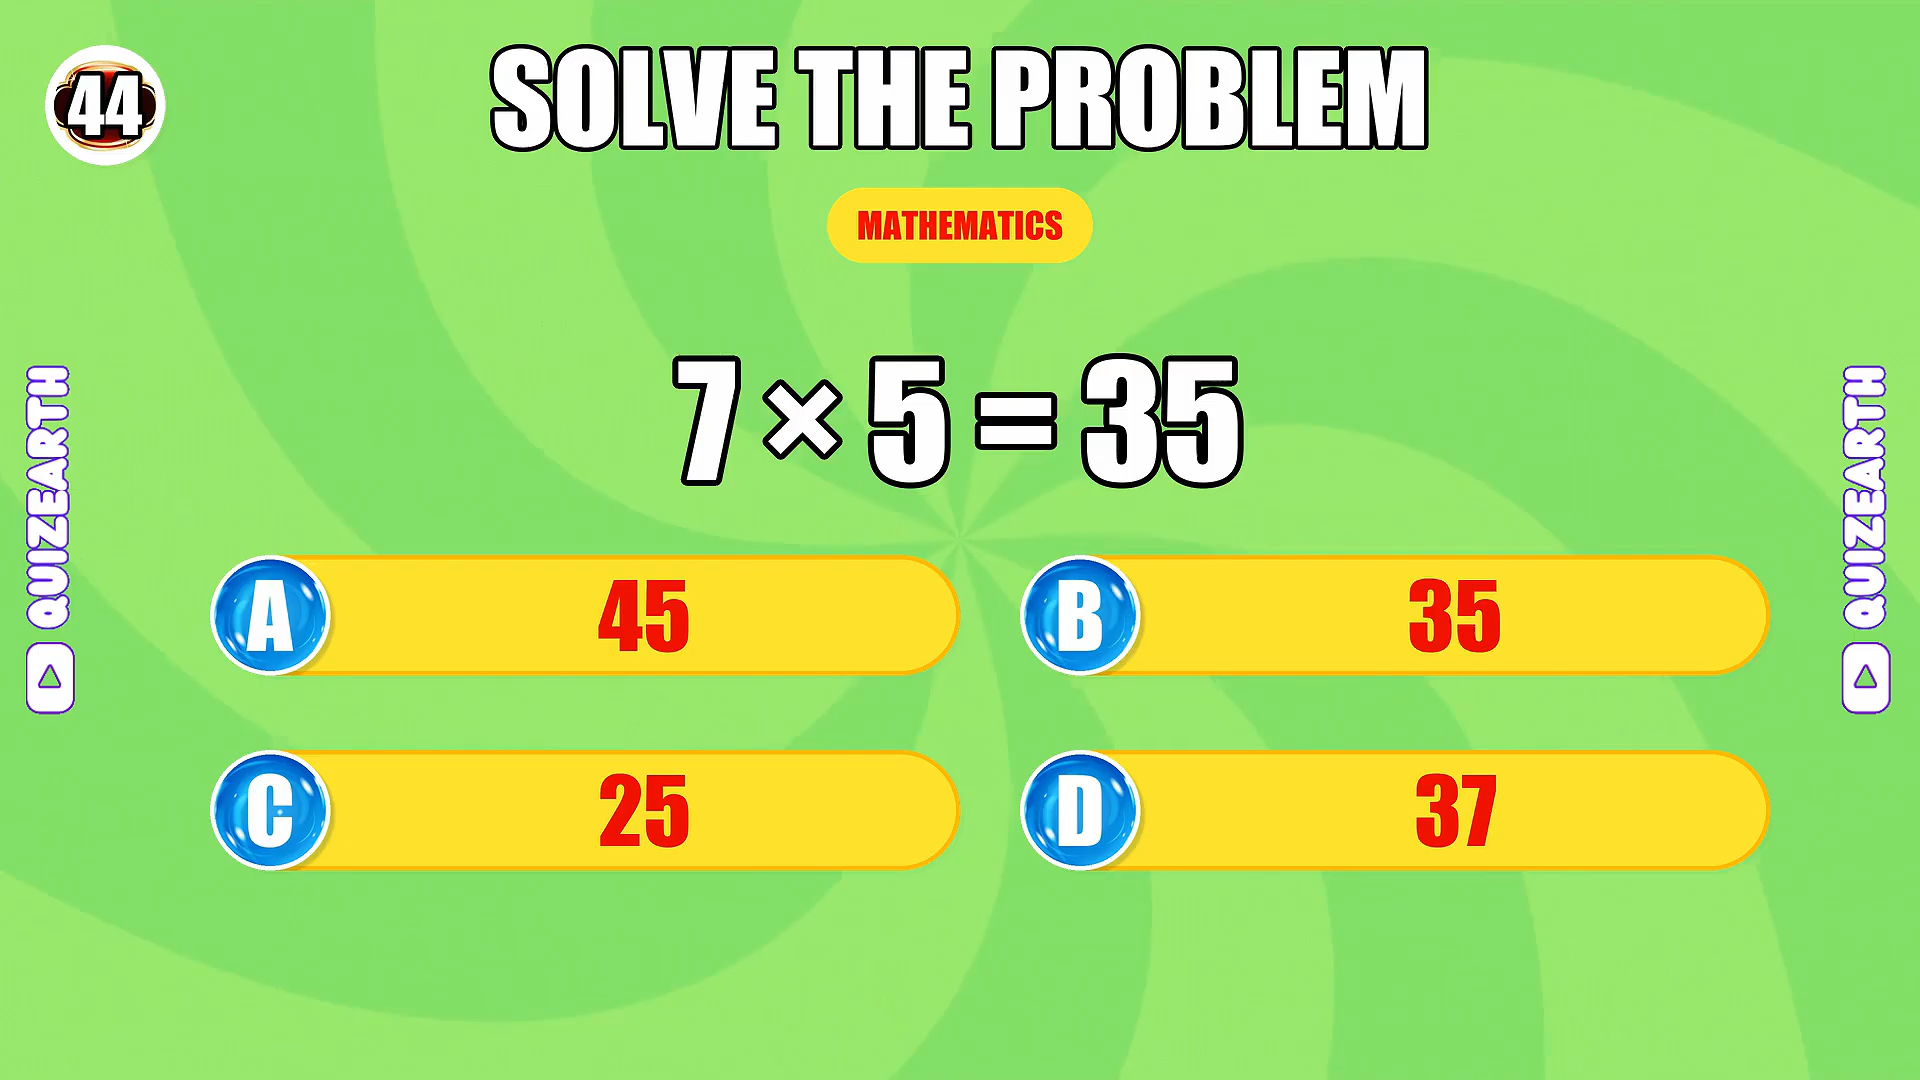 44
SOLVE THE PROBLEM
MATHEMATICS
7 × 5 = 35
A 45
B 35
C 25
D 37
QUIZEARTH
QUIZEARTH